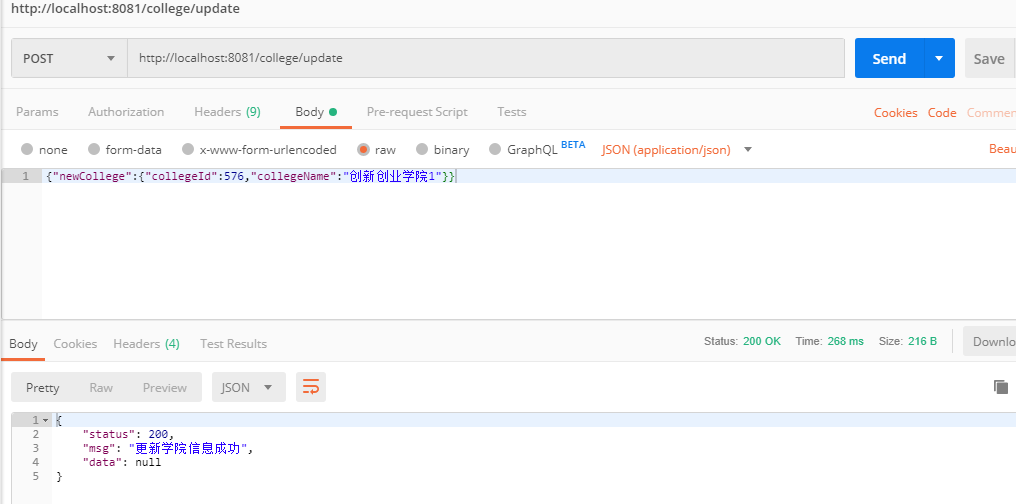 http://localhost:8081/college/update
POST http://localhost:8081/college/update Send Save
Params Authorization Headers (9) Body Pre-request Script Tests Cookies Code Commen
none form-data x-www-form-urlencoded raw binary GraphQL BETA JSON (application/json) Beau
1 {"newCollege":{"collegeId":576,"collegeName":"创新创业学院1"}}
Body Cookies Headers (4) Test Results Status: 200 OK Time: 268 ms Size: 216 B Downlo
Pretty Raw Preview JSON
1 {
2 "status": 200,
3 "msg": "更新学院信息成功",
4 "data": null
5 }